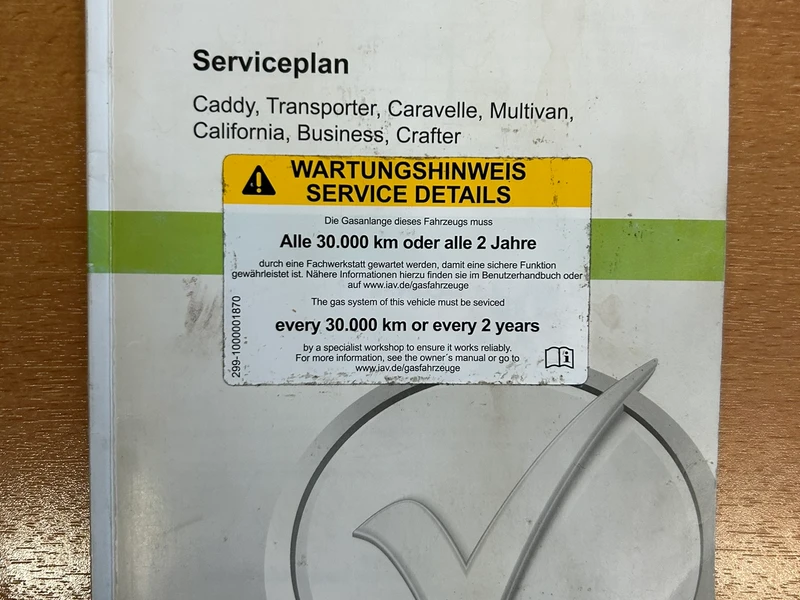 Serviceplan
Caddy, Transporter, Caravelle, Multivan,
California, Business, Crafter
WARTUNGSHINWEIS
SERVICE DETAILS
Die Gasanlange dieses Fahrzeugs muss
Alle 30.000 km oder alle 2 Jahre
durch eine Fachwerkstatt gewartet werden, damit eine sichere Funktion
gewährleistet ist. Nähere Informationen hierzu finden sie im Benutzerhandbuch oder
auf www.iav.de/gasfahrzeuge
The gas system of this vehicle must be seviced
every 30.000 km or every 2 years
by a specialist workshop to ensure it works reliably.
For more information, see the owner´s manual or go to
www.iav.de/gasfahrzeuge
299-1000001870